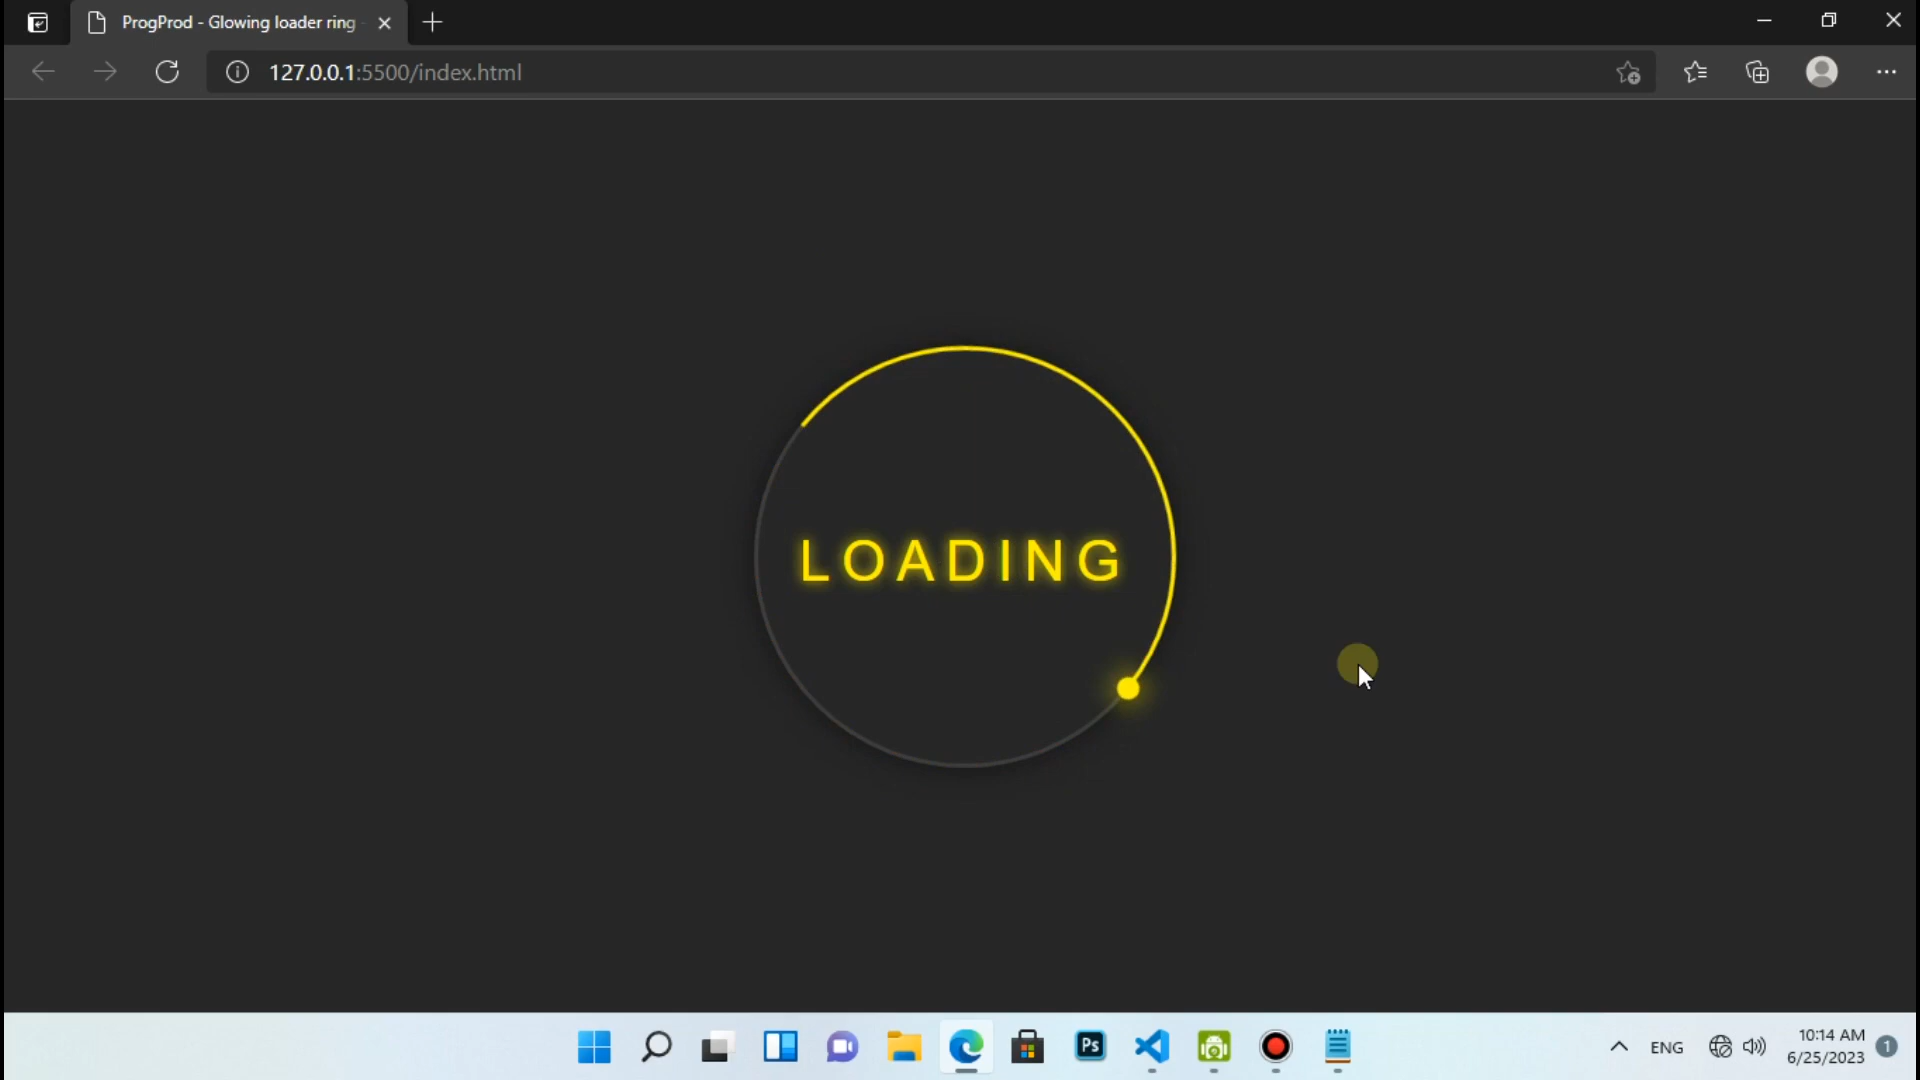 ProgProd - Glowing loader ring
127.0.0.1:5500/index.html
LOADING
Ps
ENG
10:14 AM
6/25/2023
1